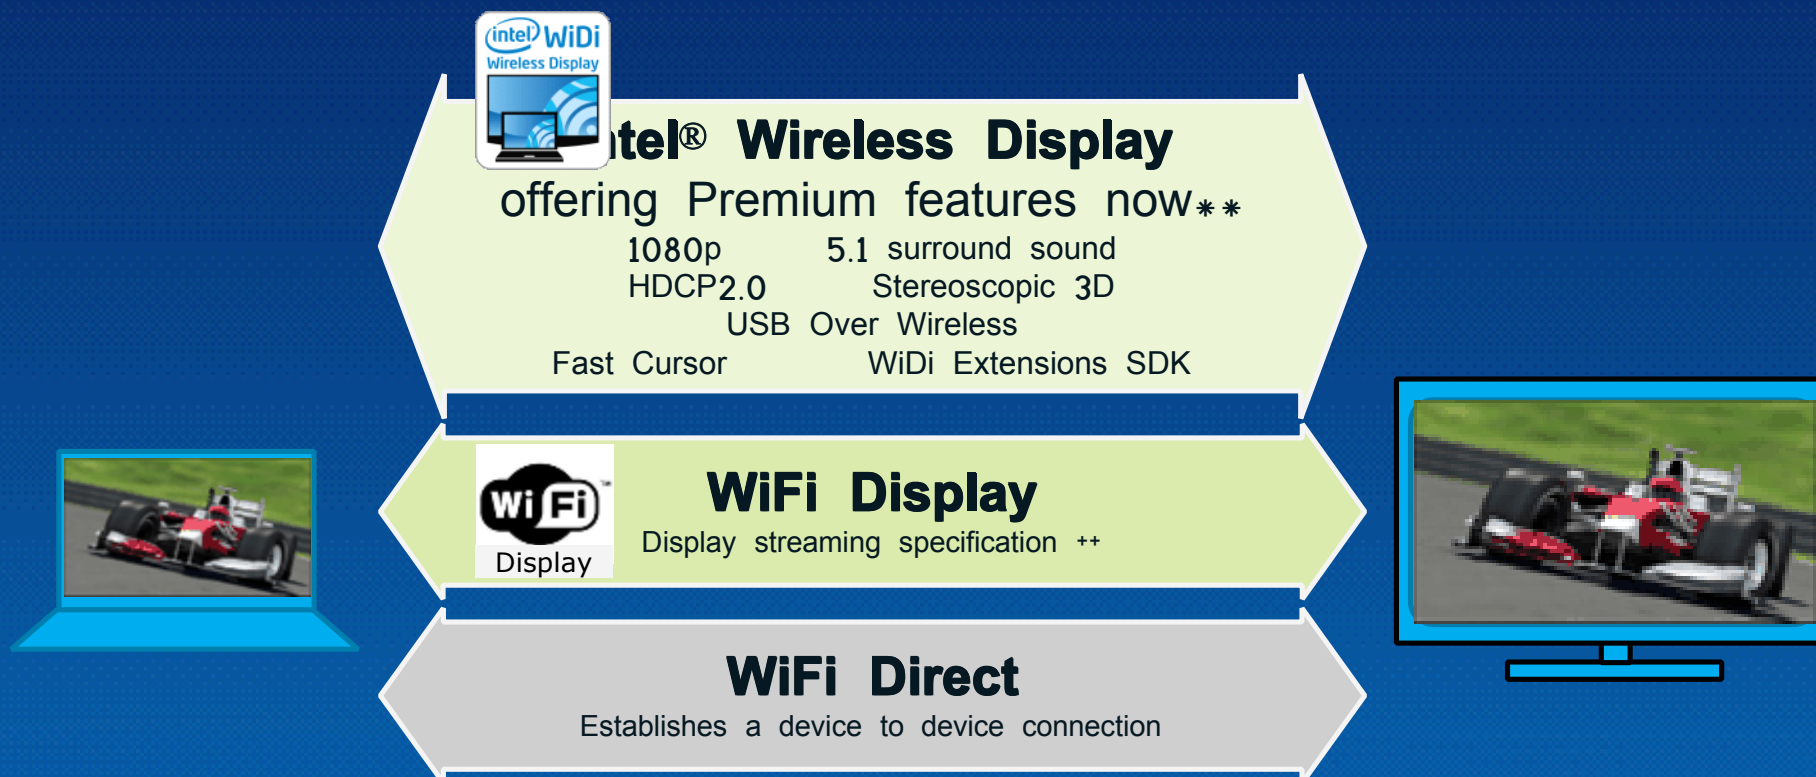 intel WiDi
Wireless Display
tel® Wireless Display
offering Premium features now**
1080p 5.1 surround sound
HDCP2.0 Stereoscopic 3D
USB Over Wireless
Fast Cursor WiDi Extensions SDK
Wi Fi
Display
WiFi Display
Display streaming specification ++
WiFi Direct
Establishes a device to device connection